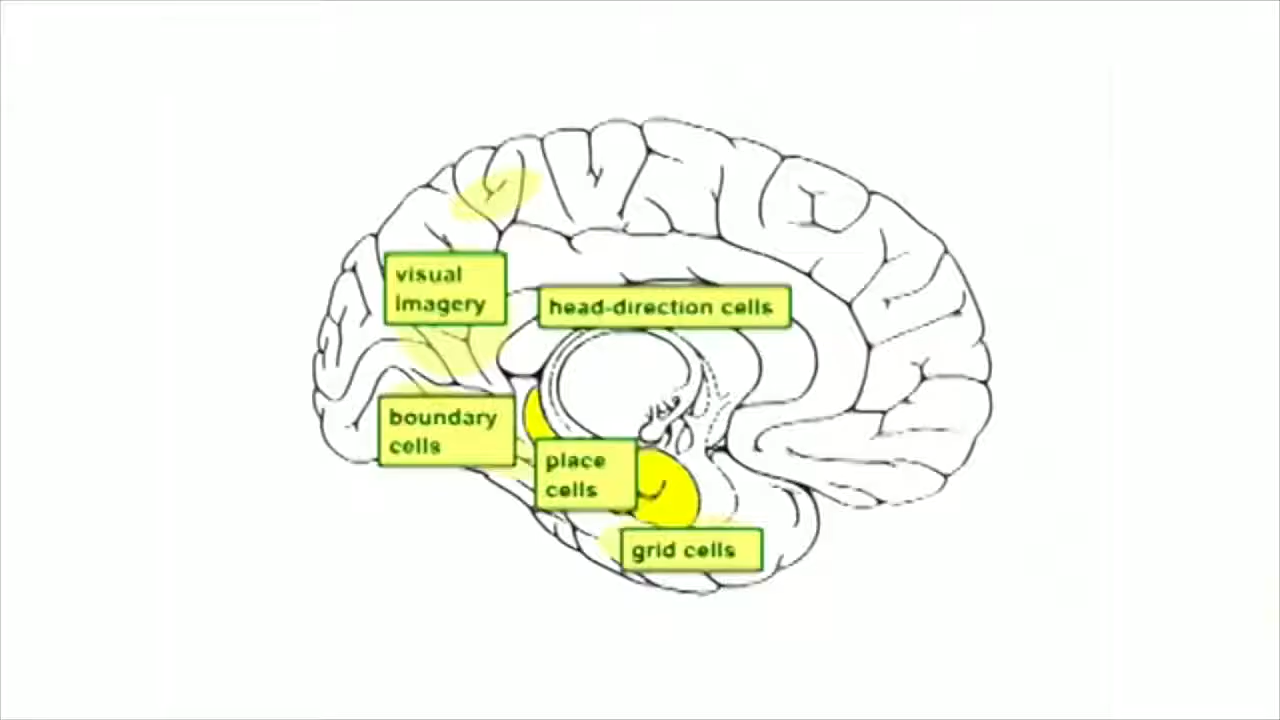 visual
imagery
head-direction cells
boundary
cells
place
cells
grid cells